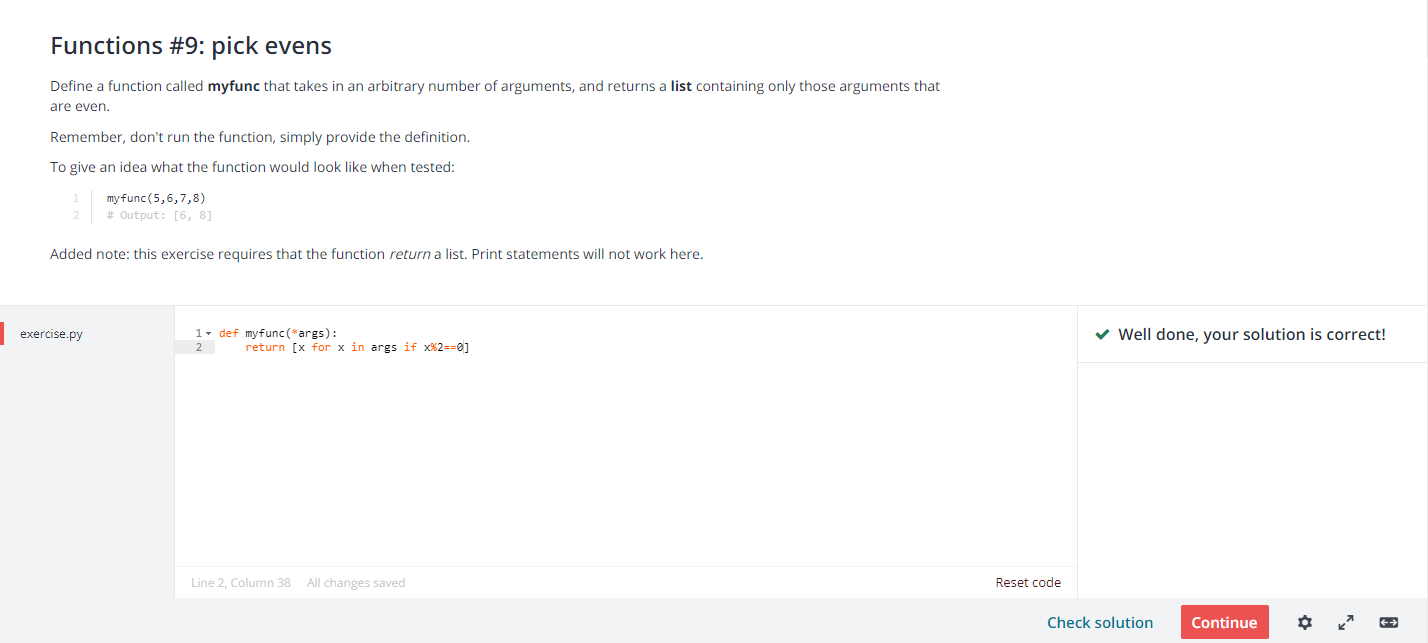 Functions #9: pick evens
Define a function called myfunc that takes in an arbitrary number of arguments, and returns a list containing only those arguments that
are even.
Remember, don't run the function, simply provide the definition.
To give an idea what the function would look like when tested:
1 myfunc(5,6,7,8)
2 # Output: [6, 8]
Added note: this exercise requires that the function return a list. Print statements will not work here.
exercise.py
1 def myfunc(*args):
2 return [x for x in args if x%2==0]
Well done, your solution is correct!
Line 2, Column 38 All changes saved
Reset code
Check solution
Continue